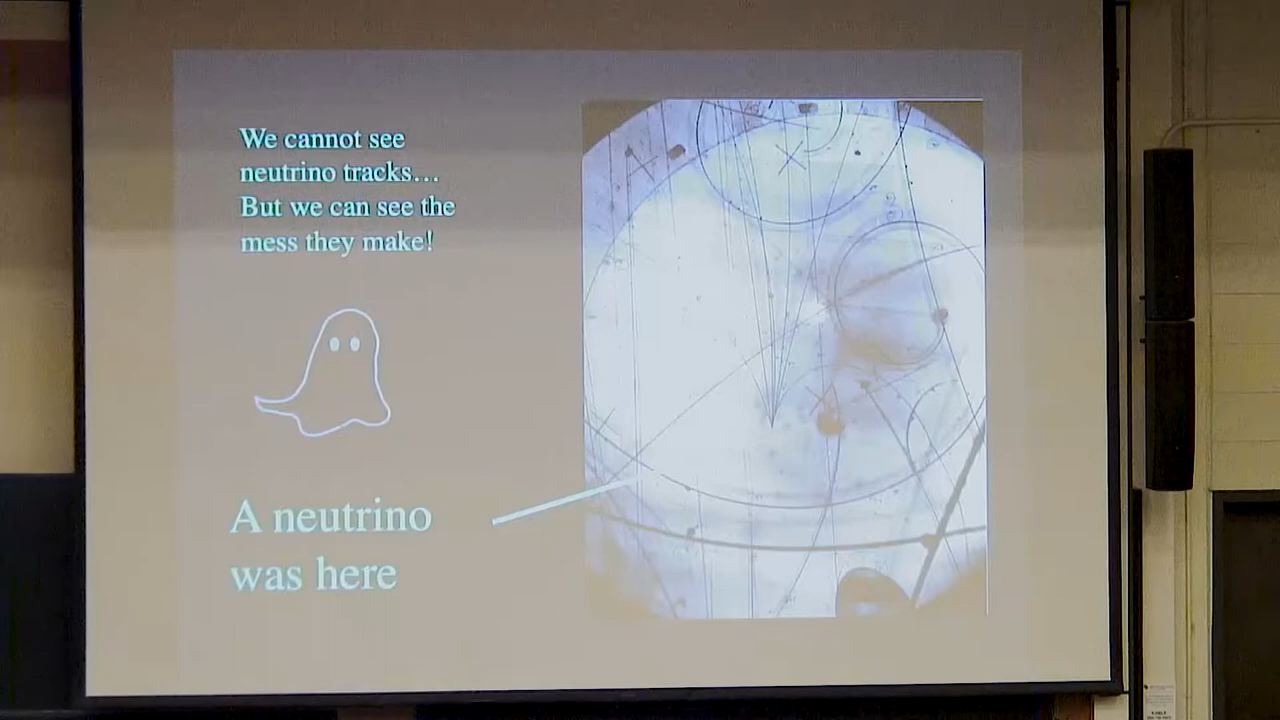 We cannot see
neutrino tracks…
But we can see the
mess they make!
A neutrino
was here